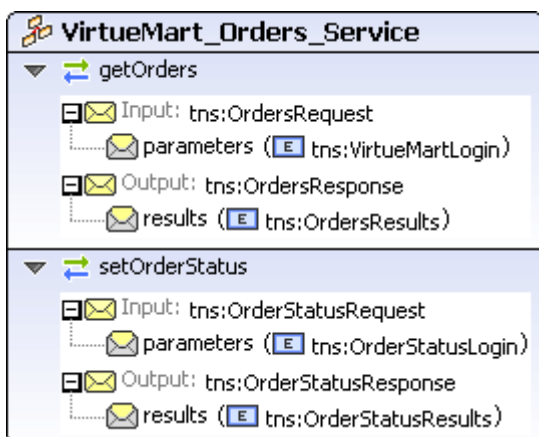 VirtueMart_Orders_Service
getOrders
Input: tns:OrdersRequest
parameters (E tns:VirtueMartLogin)
Output: tns:OrdersResponse
results (E tns:OrdersResults)
setOrderStatus
Input: tns:OrderStatusRequest
parameters (E tns:OrderStatusLogin)
Output: tns:OrderStatusResponse
results (E tns:OrderStatusResults)